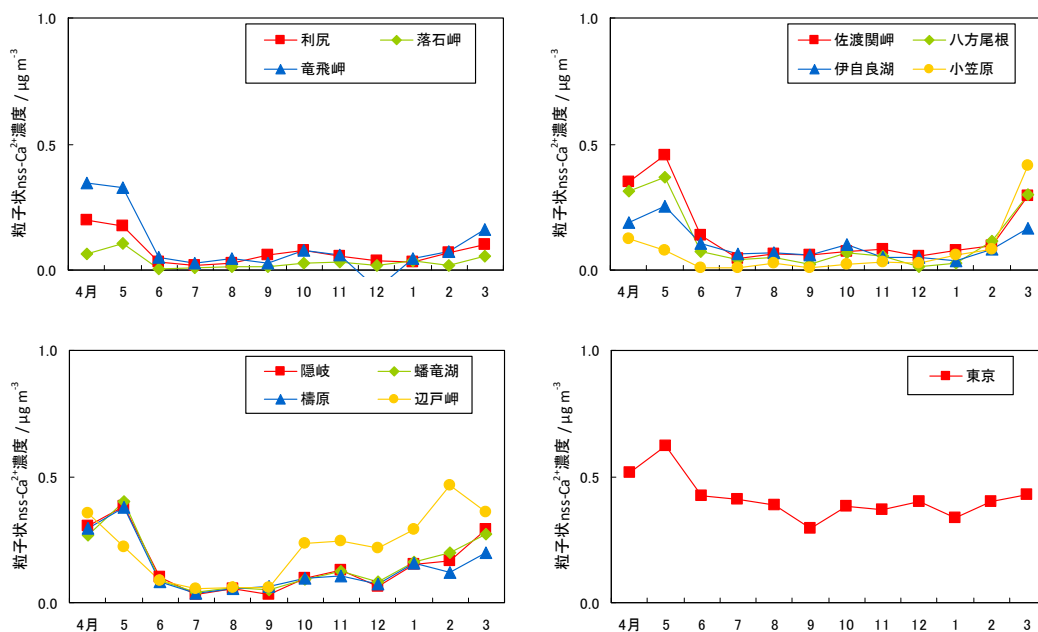 粒子状nss-Ca²⁺濃度 / μg m⁻³
1.0
0.5
0.0
利尻 落石岬
竜飛岬
4月 5 6 7 8 9 10 11 12 1 2 3
粒子状nss-Ca²⁺濃度 / μg m⁻³
1.0
0.5
0.0
佐渡関岬 八方尾根
伊自良湖 小笠原
4月 5 6 7 8 9 10 11 12 1 2 3
粒子状nss-Ca²⁺濃度 / μg m⁻³
1.0
0.5
0.0
隠岐 蟠竜湖
檮原 辺戸岬
4月 5 6 7 8 9 10 11 12 1 2 3
粒子状nss-Ca²⁺濃度 / μg m⁻³
1.0
0.5
0.0
東京
4月 5 6 7 8 9 10 11 12 1 2 3